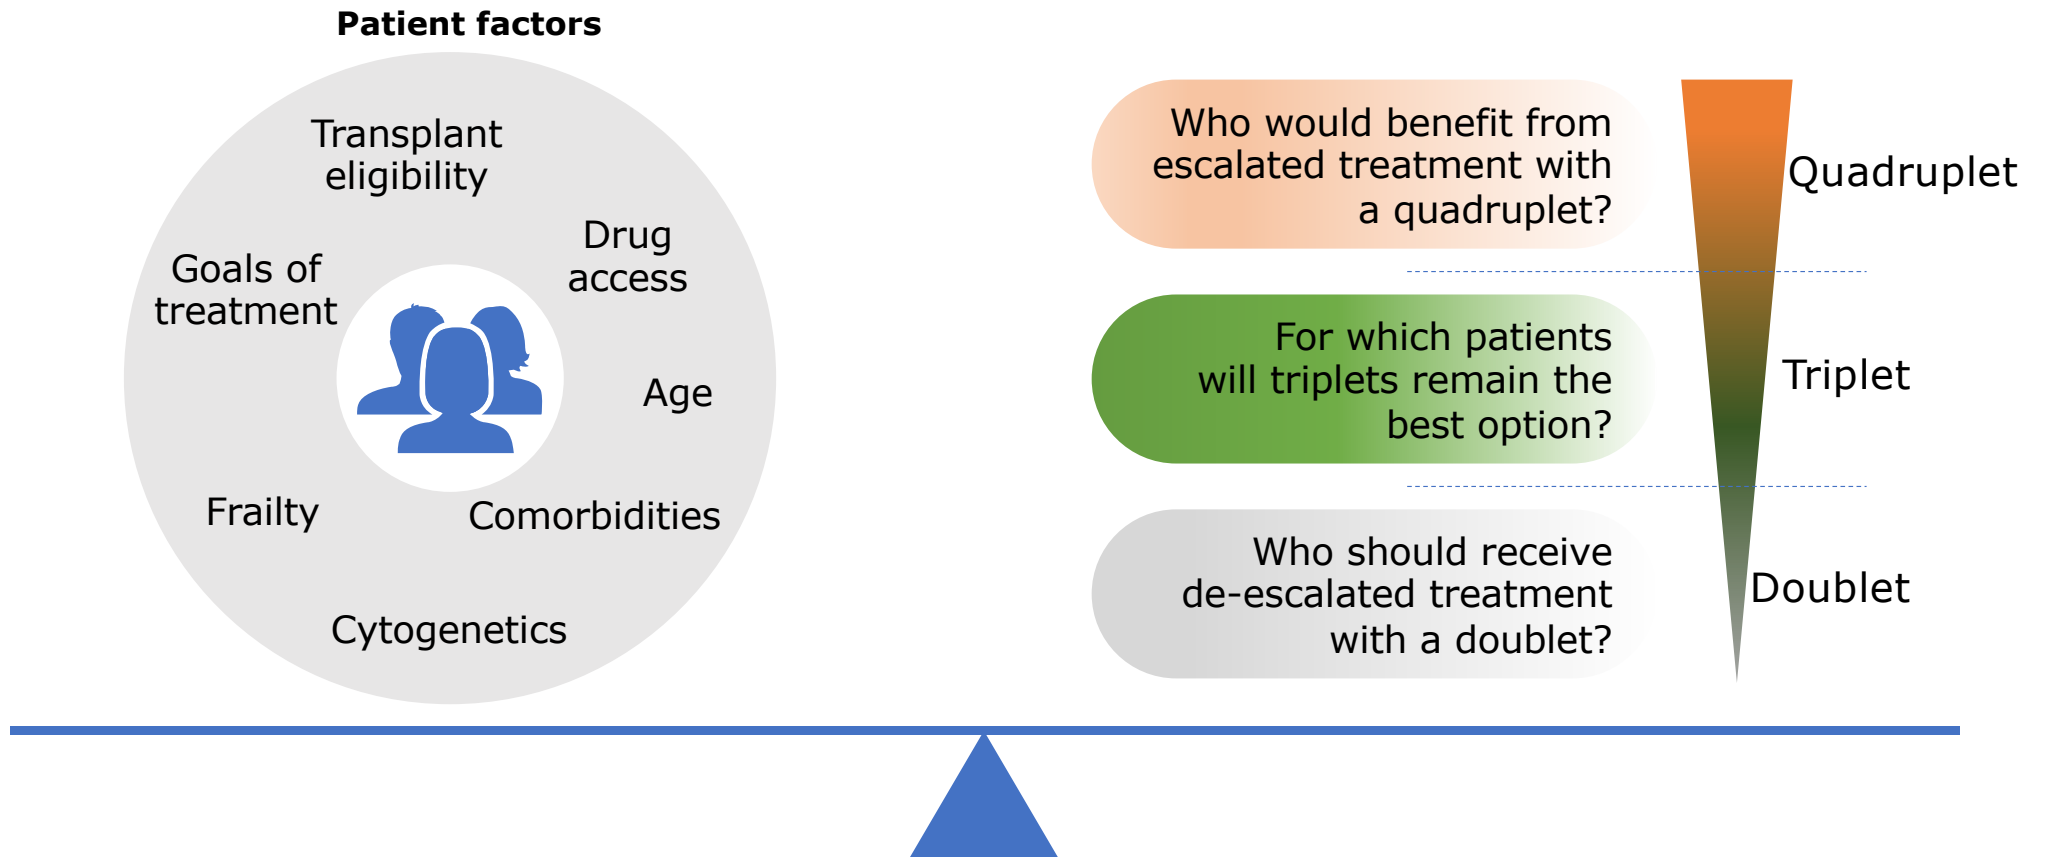 Patient factors
Transplant
eligibility
Drug
access
Goals of
treatment
Age
Frailty
Comorbidities
Cytogenetics
Who would benefit from
escalated treatment with
a quadruplet?
Quadruplet
For which patients
will triplets remain the
best option?
Triplet
Who should receive
de-escalated treatment
with a doublet?
Doublet